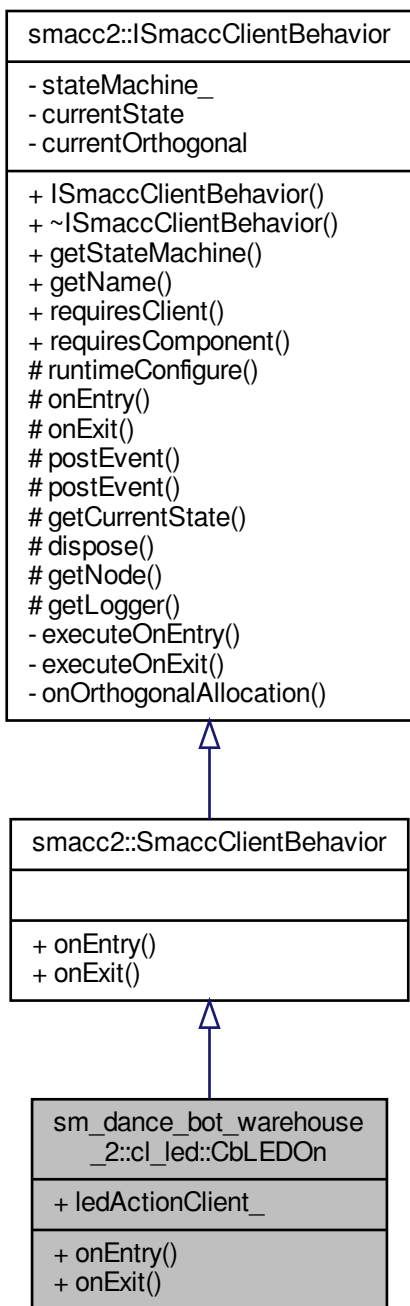 smacc2::ISmaccClientBehavior
- stateMachine_
- currentState
- currentOrthogonal
+ ISmaccClientBehavior()
+ ~ISmaccClientBehavior()
+ getStateMachine()
+ getName()
+ requiresClient()
+ requiresComponent()
# runtimeConfigure()
# onEntry()
# onExit()
# postEvent()
# postEvent()
# getCurrentState()
# dispose()
# getNode()
# getLogger()
- executeOnEntry()
- executeOnExit()
- onOrthogonalAllocation()
smacc2::SmaccClientBehavior
+ onEntry()
+ onExit()
sm_dance_bot_warehouse
_2::cl_led::CbLEDOn
+ ledActionClient_
+ onEntry()
+ onExit()